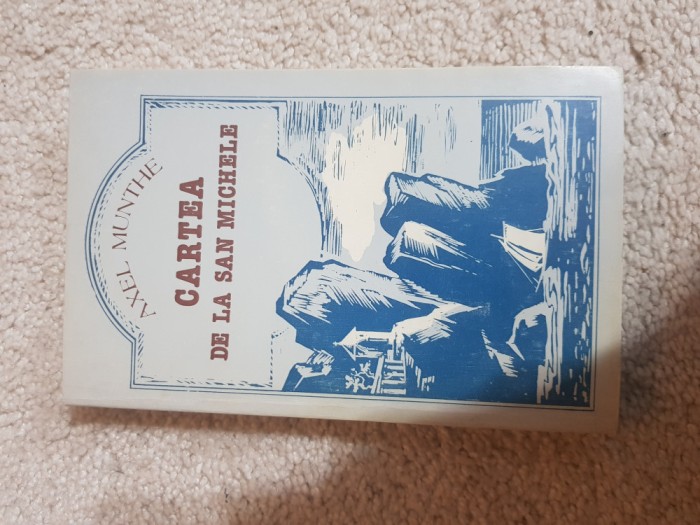 AXEL MUNTHE
CARTEA
DE LA SAN MICHELE